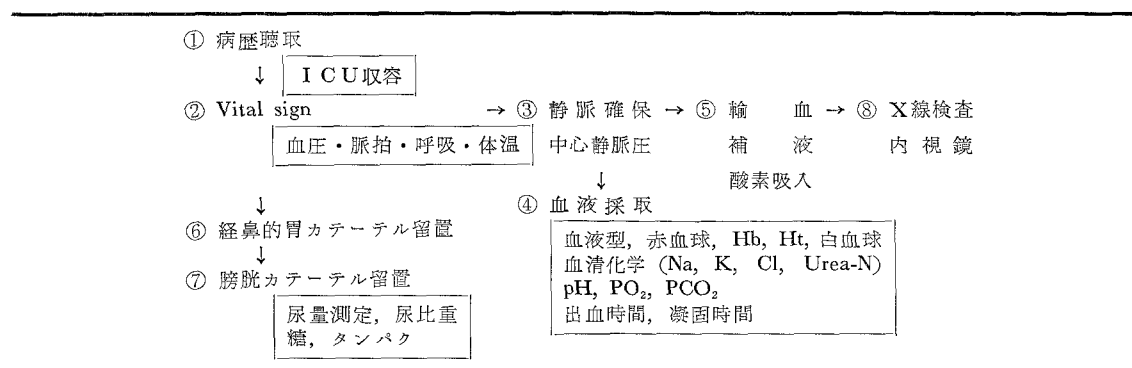 ① 病歴聴取
↓ ICU収容
② Vital sign → ③ 静脈確保 → ⑤ 輸血 → ⑧ X線検査
血圧・脈拍・呼吸・体温 中心静脈圧 補液 内視鏡
↓ 酸素吸入
↓ ④ 血液採取
⑥ 経鼻的胃カテーテル留置
血液型, 赤血球, Hb, Ht, 白血球
↓ 血清化学 (Na, K, Cl, Urea-N)
⑦ 膀胱カテーテル留置
pH, PO₂, PCO₂
尿量測定, 尿比重
出血時間, 凝固時間
糖, タンパク